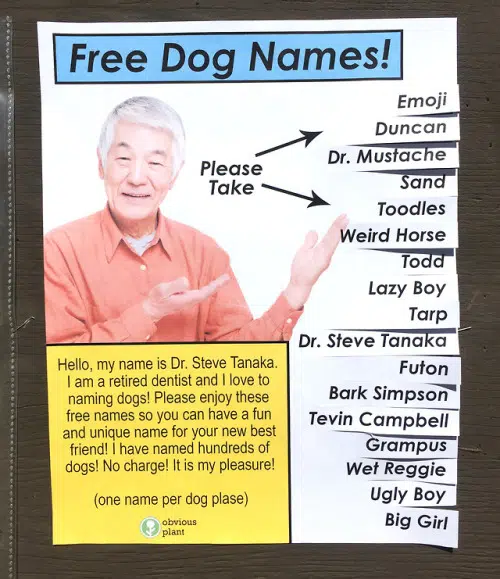 Free Dog Names!
Please
Take
Emoji
Duncan
Dr. Mustache
Sand
Toodles
Weird Horse
Todd
Lazy Boy
Tarp
Dr. Steve Tanaka
Futon
Bark Simpson
Tevin Campbell
Grampus
Wet Reggie
Ugly Boy
Big Girl
Hello, my name is Dr. Steve Tanaka.
I am a retired dentist and I love to
naming dogs! Please enjoy these
free names so you can have a fun
and unique name for your new best
friend! I have named hundreds of
dogs! No charge! It is my pleasure!
(one name per dog plase)
obvious
plant